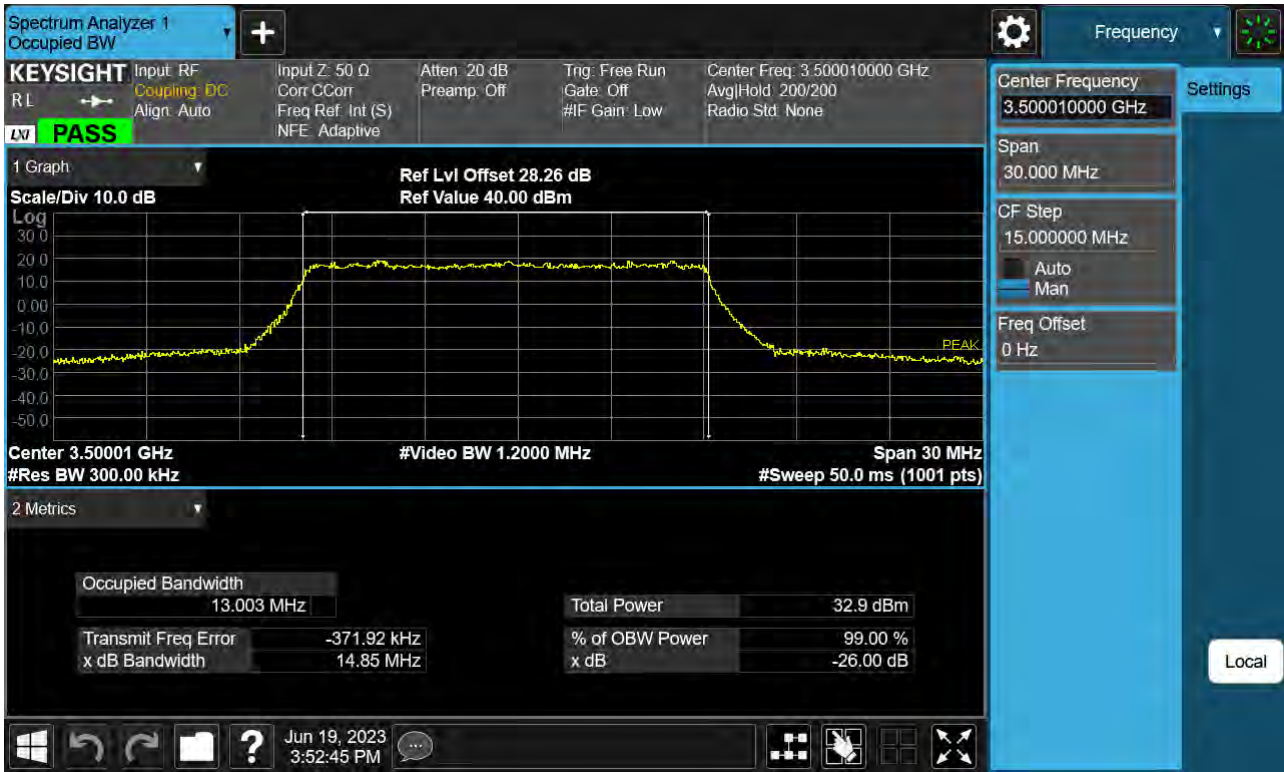 Spectrum Analyzer 1
Occupied BW
+
Frequency
KEYSIGHT
RL
LXI
PASS
Input: RF
Coupling: DC
Align: Auto
Input Z: 50 Ω
Corr CCorr
Freq Ref: Int (S)
NFE: Adaptive
Atten: 20 dB
Preamp: Off
Trig: Free Run
Gate: Off
#IF Gain: Low
Center Freq: 3.500010000 GHz
Avg|Hold: 200/200
Radio Std: None
Center Frequency
3.500010000 GHz
Settings
Span
30.000 MHz
CF Step
15.000000 MHz
Auto
Man
Freq Offset
0 Hz
Local
1 Graph
Scale/Div 10.0 dB
Ref Lvl Offset 28.26 dB
Ref Value 40.00 dBm
Log
30.0
20.0
10.0
0.00
-10.0
-20.0
-30.0
-40.0
-50.0
PEAK
Center 3.50001 GHz
#Res BW 300.00 kHz
#Video BW 1.2000 MHz
Span 30 MHz
#Sweep 50.0 ms (1001 pts)
2 Metrics
Occupied Bandwidth
13.003 MHz
Transmit Freq Error -371.92 kHz
x dB Bandwidth 14.85 MHz
Total Power 32.9 dBm
% of OBW Power 99.00 %
x dB -26.00 dB
?
Jun 19, 2023
3:52:45 PM